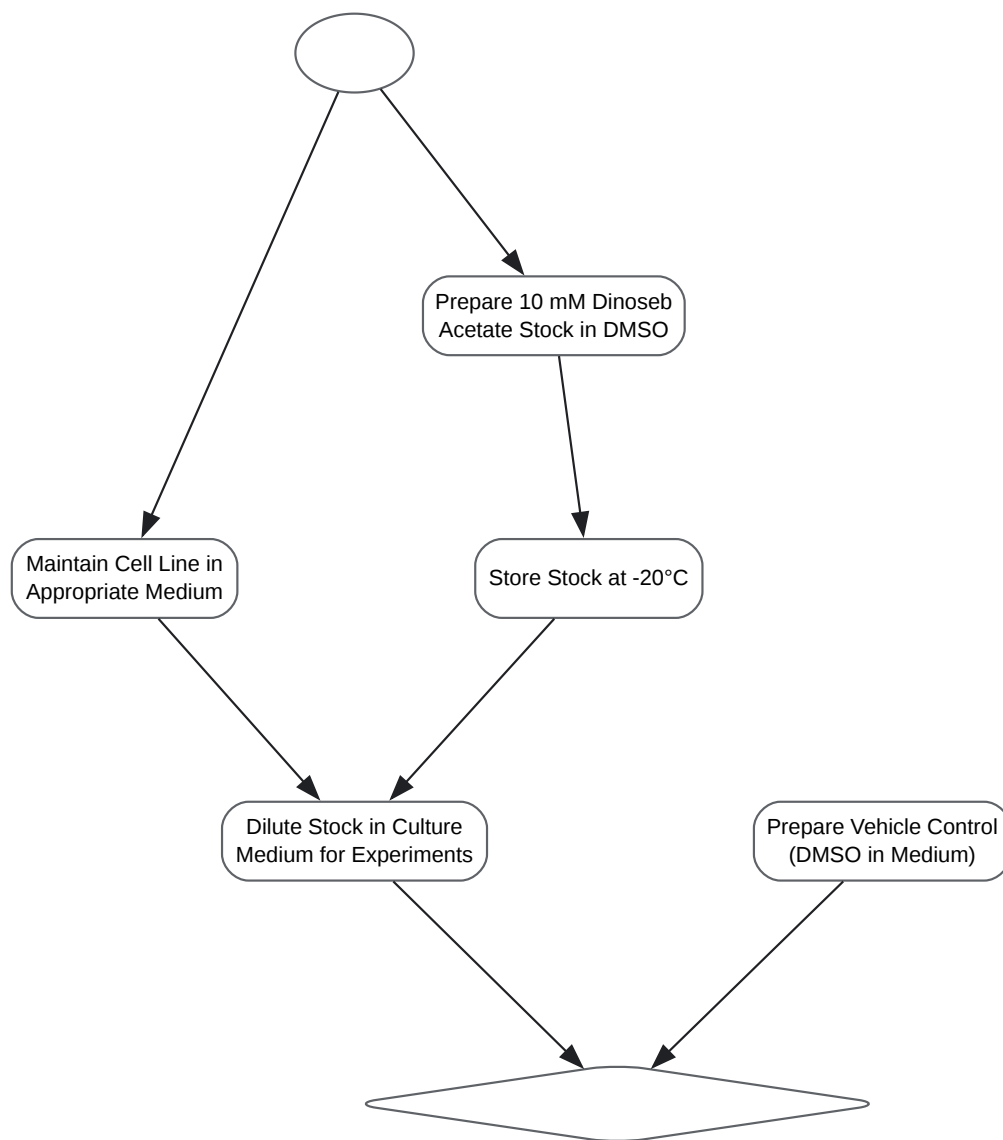 Prepare 10 mM Dinoseb
Acetate Stock in DMSO
Maintain Cell Line in
Appropriate Medium
Store Stock at -20°C
Dilute Stock in Culture
Medium for Experiments
Prepare Vehicle Control
(DMSO in Medium)